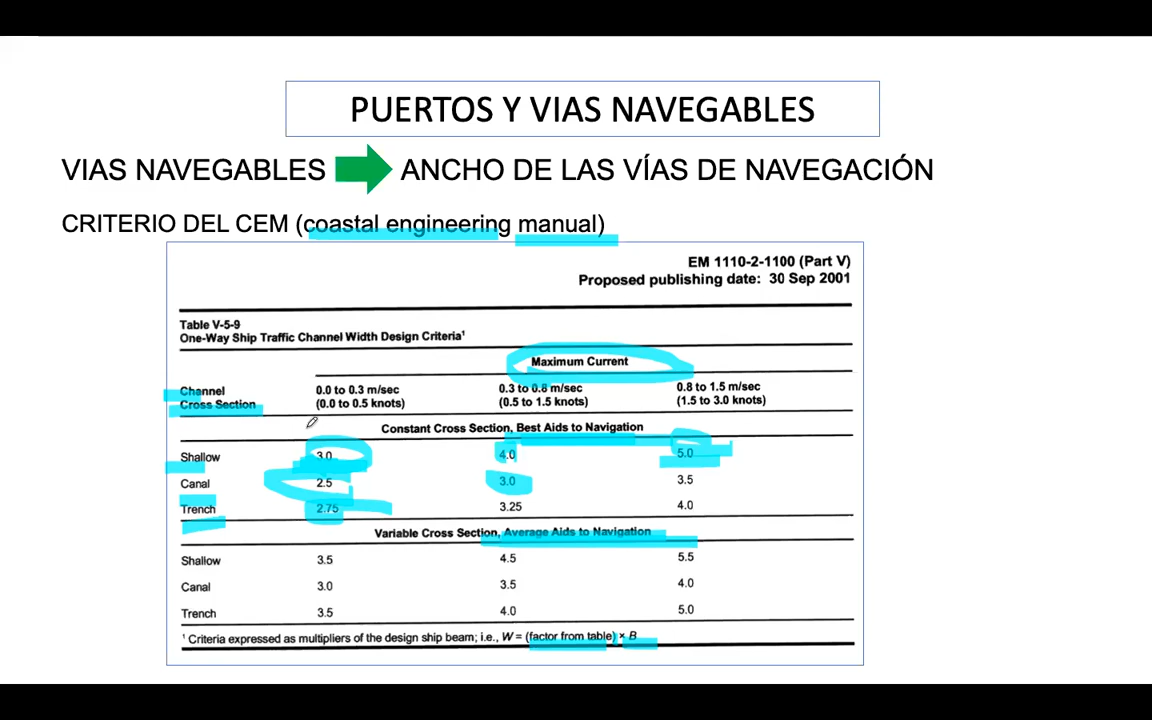 PUERTOS Y VIAS NAVEGABLES
VIAS NAVEGABLES ANCHO DE LAS VÍAS DE NAVEGACIÓN
CRITERIO DEL CEM (coastal engineering manual)
EM 1110-2-1100 (Part V)
Proposed publishing date: 30 Sep 2001
Table V-5-9
One-Way Ship Traffic Channel Width Design Criteria¹
Maximum Current
Channel 0.0 to 0.3 m/sec 0.3 to 0.8 m/sec 0.8 to 1.5 m/sec
Cross Section (0.0 to 0.5 knots) (0.5 to 1.5 knots) (1.5 to 3.0 knots)
Constant Cross Section, Best Aids to Navigation
Shallow 3.0 4.0 5.0
Canal 2.5 3.0 3.5
Trench 2.75 3.25 4.0
Variable Cross Section, Average Aids to Navigation
Shallow 3.5 4.5 5.5
Canal 3.0 3.5 4.0
Trench 3.5 4.0 5.0
¹ Criteria expressed as multipliers of the design ship beam; i.e., W = (factor from table) × B